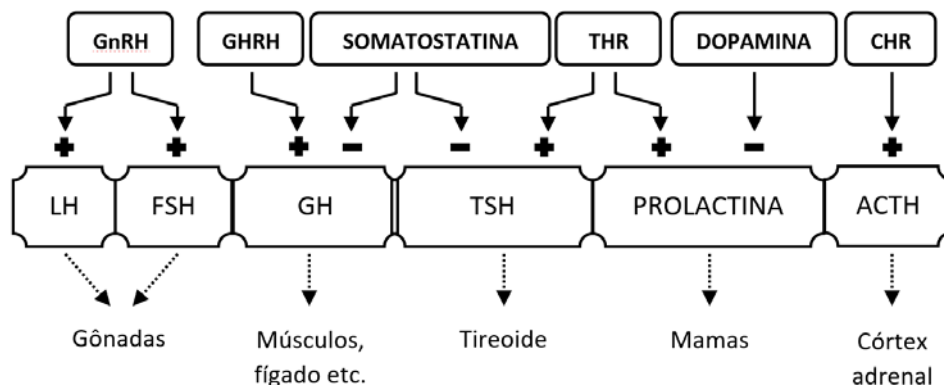 GnRH GHRH SOMATOSTATINA THR DOPAMINA CHR
+ + + - - + + - +
LH FSH GH TSH PROLACTINA ACTH
Gônadas Músculos, Tireoide Mamas Córtex
fígado etc. adrenal